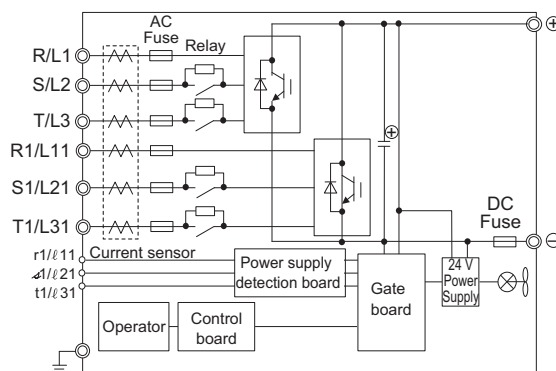 AC
Fuse
Relay
R/L1
S/L2
T/L3
R1/L11
S1/L21
T1/L31
DC
Fuse
r1/ℓ11
Current sensor
1/ℓ21
t1/ℓ31
Power supply
detection board
Gate
board
24 V
Power
Supply
Operator
Control
board